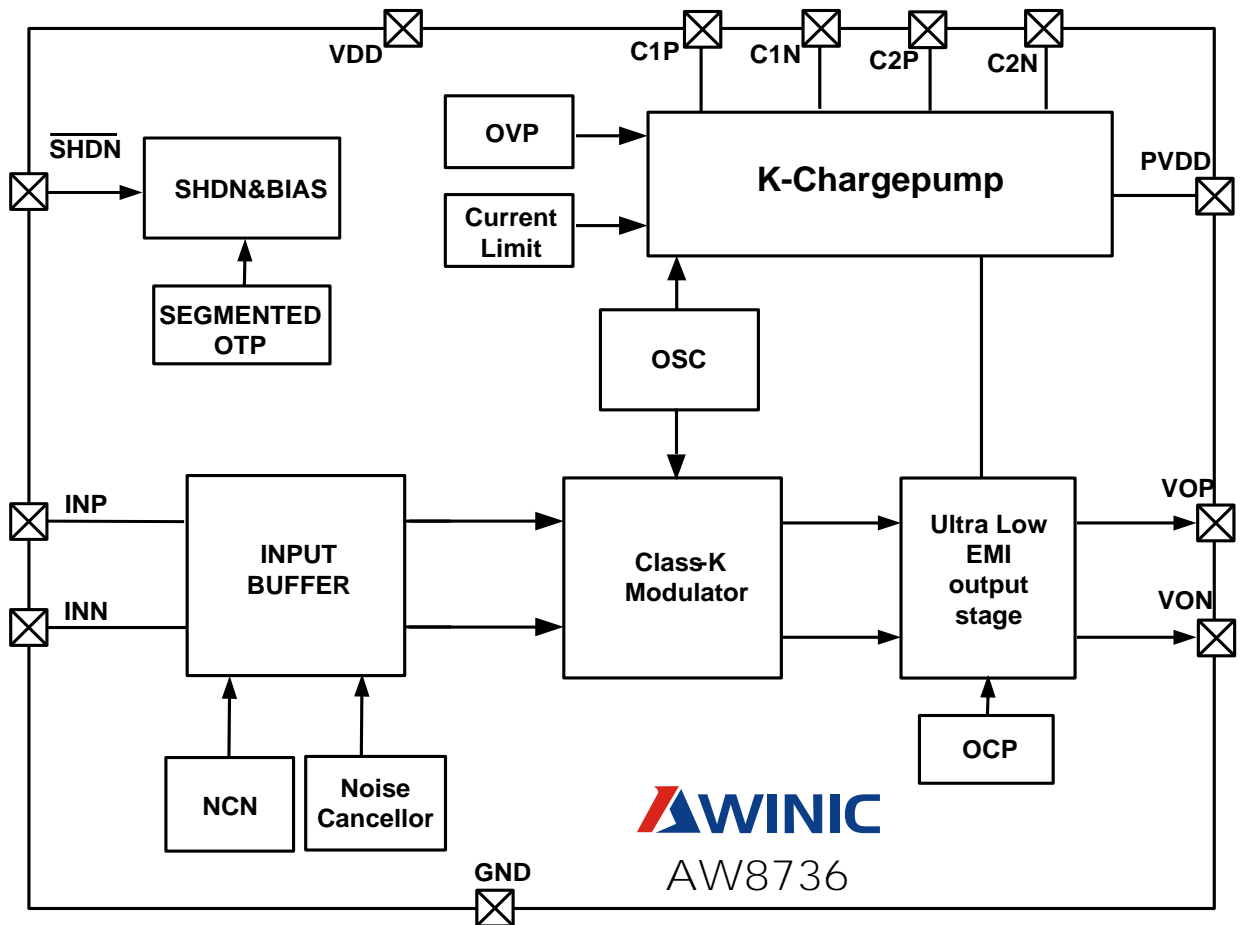 VDD
C1P
C1N
C2P
C2N
SHDN
SHDN&BIAS
OVP
K-Chargepump
PVDD
Current
Limit
SEGMENTED
OTP
OSC
INP
INN
INPUT
BUFFER
Class-K
Modulator
Ultra Low
EMI
output
stage
VOP
VON
NCN
Noise
Cancellor
OCP
AWINIC
AW8736
GND